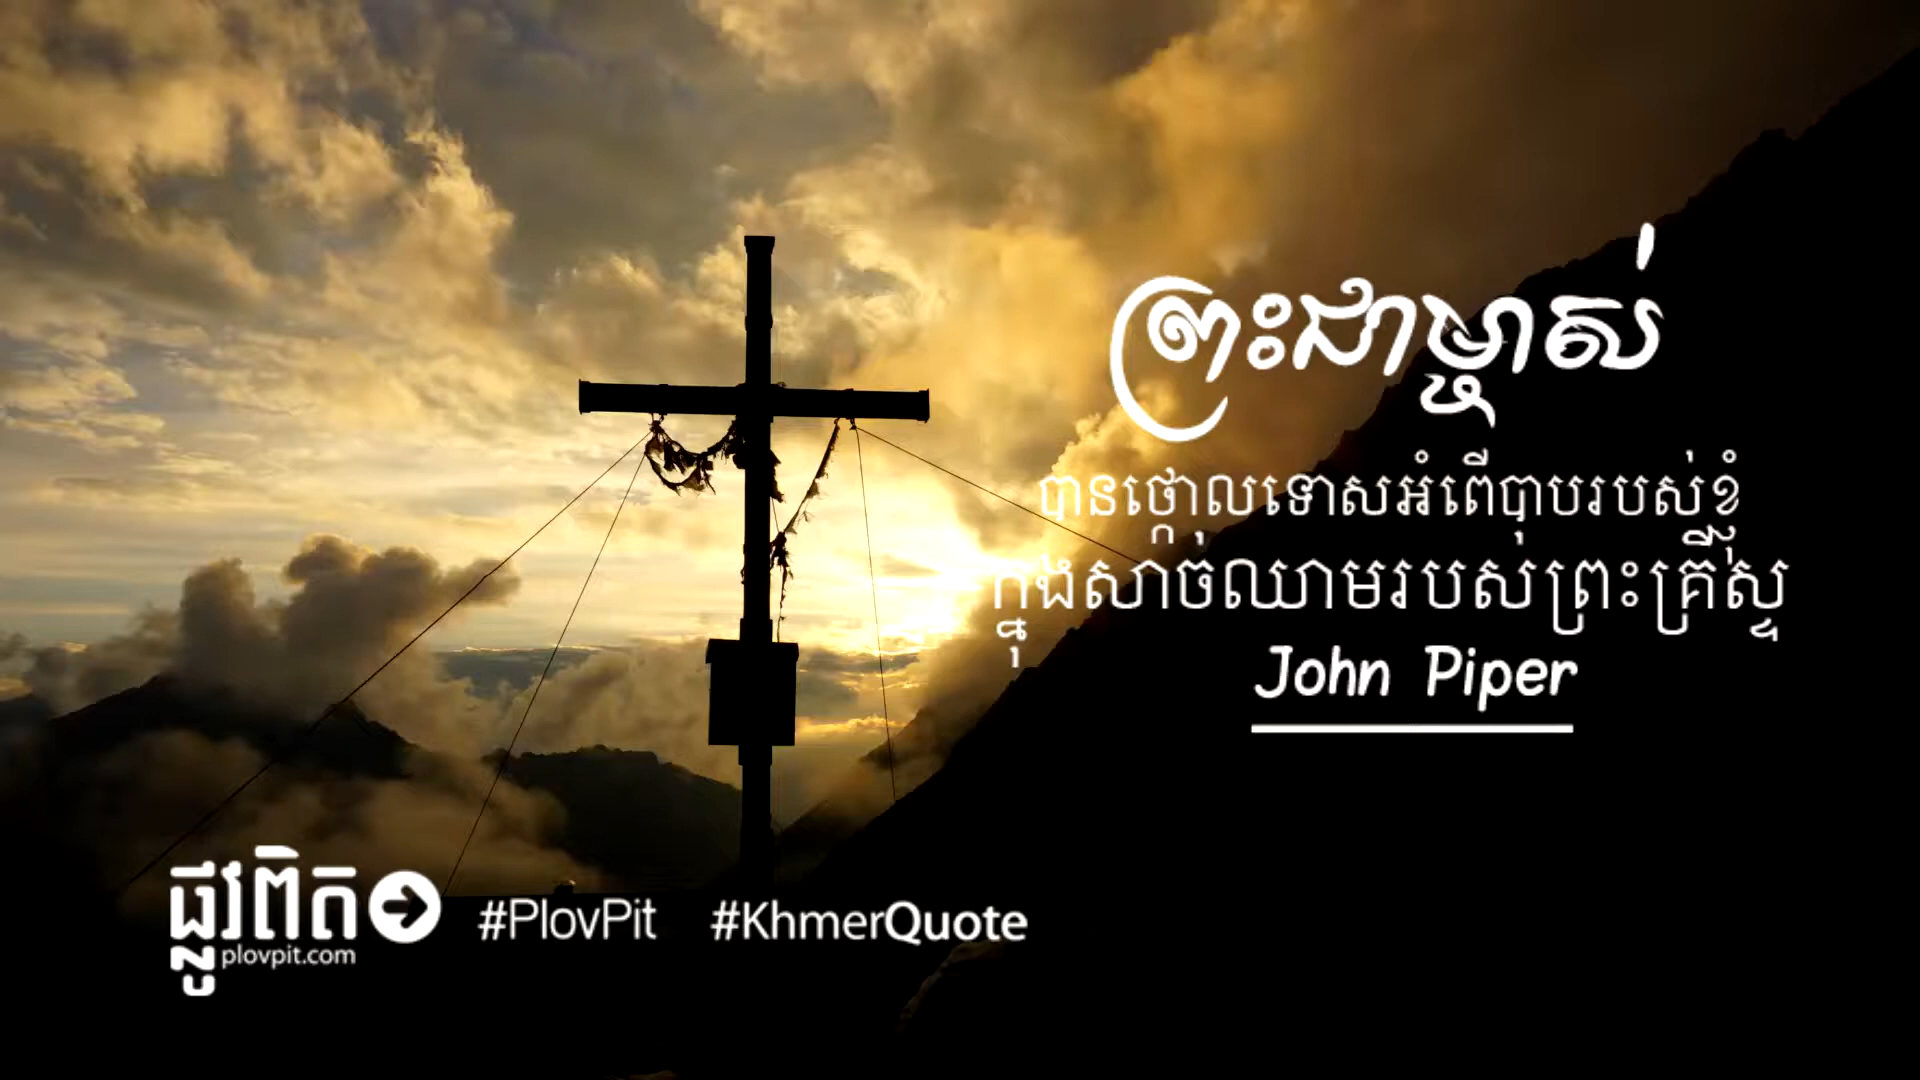 ព្រះជាម្ចាស់
បានថ្កោលទោសអំពើបាបរបស់ខ្ញុំ
ក្នុងសាច់ឈាមរបស់ព្រះគ្រីស្ទ
John Piper
ផ្លូវពិត
plovpit.com
#PlovPit #KhmerQuote